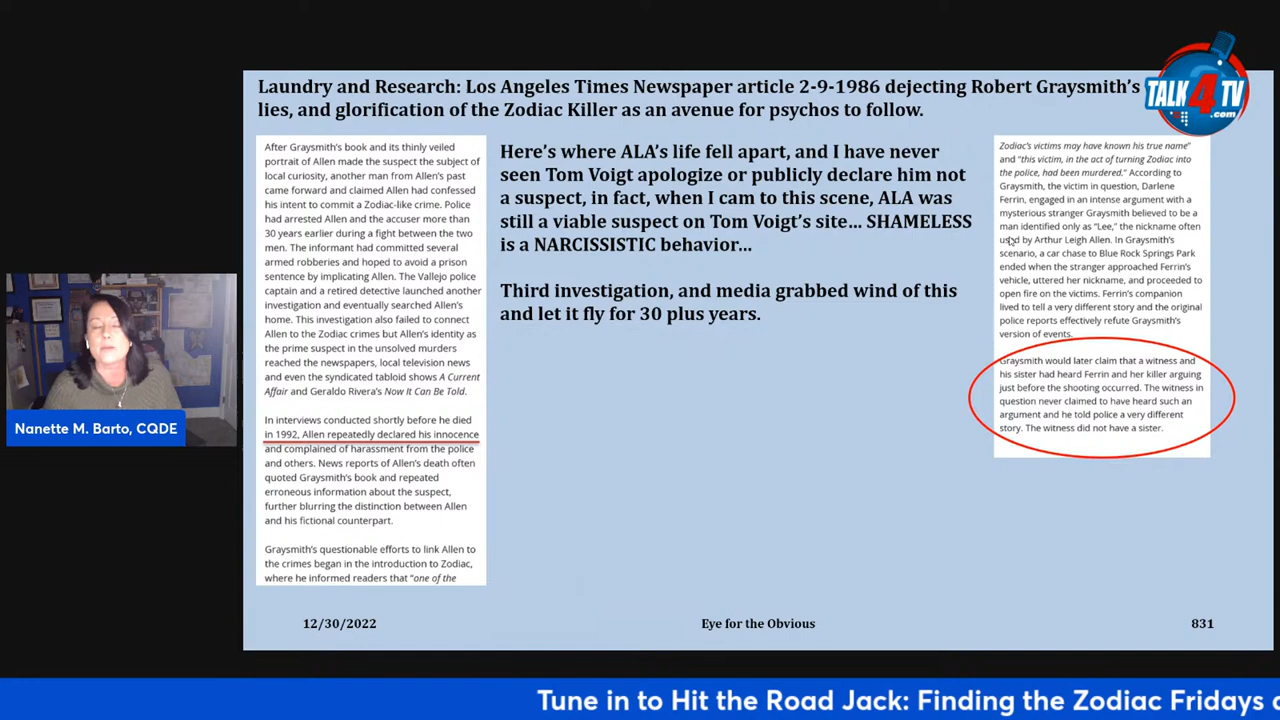 Laundry and Research: Los Angeles Times Newspaper article 2-9-1986 dejecting Robert Graysmith's
lies, and glorification of the Zodiac Killer as an avenue for psychos to follow.
TALK4TV
.com
After Graysmith's book and its thinly veiled
portrait of Allen made the suspect the subject of
local curiosity, another man from Allen's past
came forward and claimed Allen had confessed
his intent to commit a Zodiac-like crime. Police
had arrested Allen and the accuser more than
30 years earlier during a fight between the two
men. The informant had committed several
armed robberies and hoped to avoid a prison
sentence by implicating Allen. The Vallejo police
captain and a retired detective launched another
investigation and eventually searched Allen's
home. This investigation also failed to connect
Allen to the Zodiac crimes but Allen's identity as
the prime suspect in the unsolved murders
reached the newspapers, local television news
and even the syndicated tabloid shows A Current
Affair and Geraldo Rivera's Now It Can Be Told.
In interviews conducted shortly before he died
in 1992, Allen repeatedly declared his innocence
and complained of harassment from the police
and others. News reports of Allen's death often
quoted Graysmith's book and repeated
erroneous information about the suspect,
further blurring the distinction between Allen
and his fictional counterpart.
Graysmith's questionable efforts to link Allen to
the crimes began in the introduction to Zodiac,
where he informed readers that "one of the
Here's where ALA's life fell apart, and I have never
seen Tom Voigt apologize or publicly declare him not
a suspect, in fact, when I cam to this scene, ALA was
still a viable suspect on Tom Voigt's site... SHAMELESS
is a NARCISSISTIC behavior...
Third investigation, and media grabbed wind of this
and let it fly for 30 plus years.
Zodiac's victims may have known his true name"
and "this victim, in the act of turning Zodiac into
the police, had been murdered." According to
Graysmith, the victim in question, Darlene
Ferrin, engaged in an intense argument with a
mysterious stranger Graysmith believed to be a
man identified only as "Lee," the nickname often
used by Arthur Leigh Allen. In Graysmith's
scenario, a car chase to Blue Rock Springs Park
ended when the stranger approached Ferrin's
vehicle, uttered her nickname, and proceeded to
open fire on the victims. Ferrin's companion
lived to tell a very different story and the original
police reports effectively refute Graysmith's
version of events.
Graysmith would later claim that a witness and
his sister had heard Ferrin and her killer arguing
just before the shooting occurred. The witness in
question never claimed to have heard such an
argument and he told police a very different
story. The witness did not have a sister.
Nanette M. Barto, CQDE
12/30/2022
Eye for the Obvious
831
Tune in to Hit the Road Jack: Finding the Zodiac Fridays